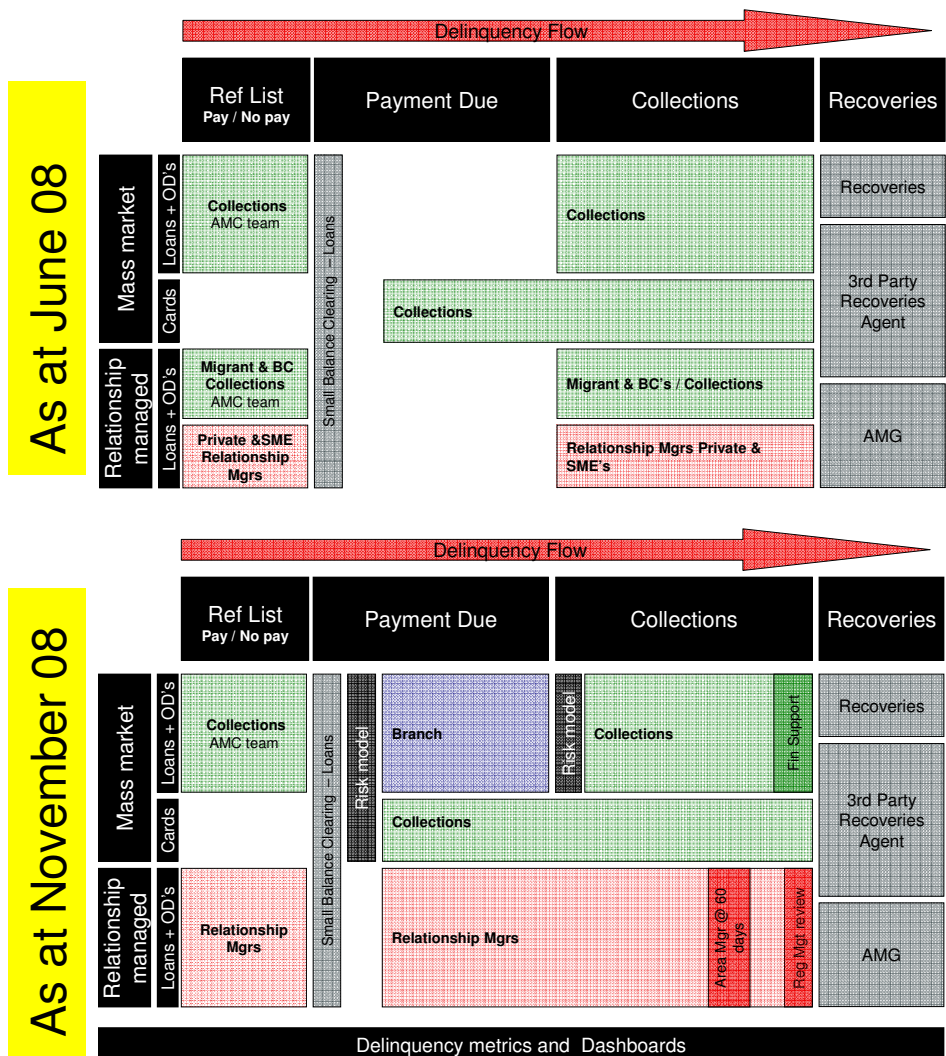 Delinquency Flow
As at June 08
Ref List
Pay / No pay
Payment Due
Collections
Recoveries
Mass market
Loans + OD's
Collections
AMC team
Small Balance Clearing – Loans
Collections
Recoveries
Cards
Collections
3rd Party
Recoveries
Agent
Relationship
managed
Loans + OD's
Migrant & BC
Collections
AMC team
Migrant & BC's / Collections
Private &SME
Relationship
Mgrs
Relationship Mgrs Private &
SME's
AMG
Delinquency Flow
As at November 08
Ref List
Pay / No pay
Payment Due
Collections
Recoveries
Mass market
Loans + OD's
Collections
AMC team
Small Balance Clearing – Loans
Risk model
Branch
Risk model
Collections
Fin Support
Recoveries
Cards
Collections
3rd Party
Recoveries
Agent
Relationship
managed
Loans + OD's
Relationship
Mgrs
Relationship Mgrs
Area Mgr @ 60
days
Reg Mgt review
AMG
Delinquency metrics and Dashboards